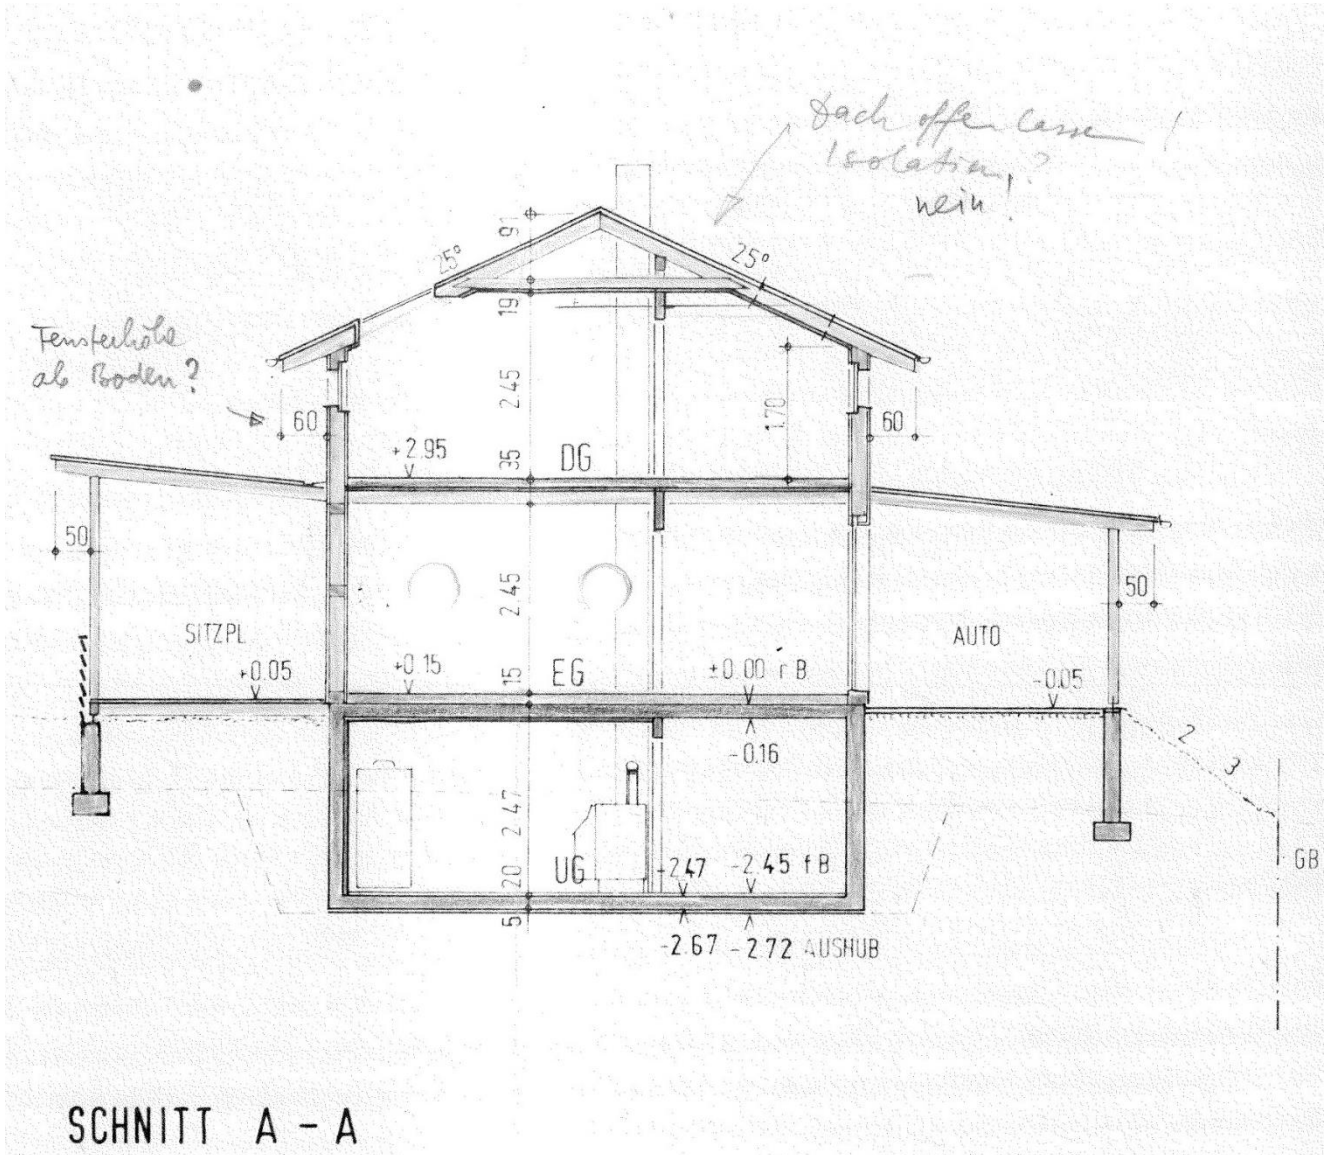 Dach offen lassen !
Isolation, ?
nein !
91
25°
25°
19
Fensterhöhe
ab Boden ?
60
2.45
1.70
60
+2.95
35
DG
50
2.45
50
SITZPL
AUTO
+0.05
+0.15
15
EG
±0.00 r B
-0.05
-0.16
2
3
2.47
20
UG
-2.47
-2.45 f B
GB
5
-2.67
-2.72 AUSHUB
SCHNITT A - A